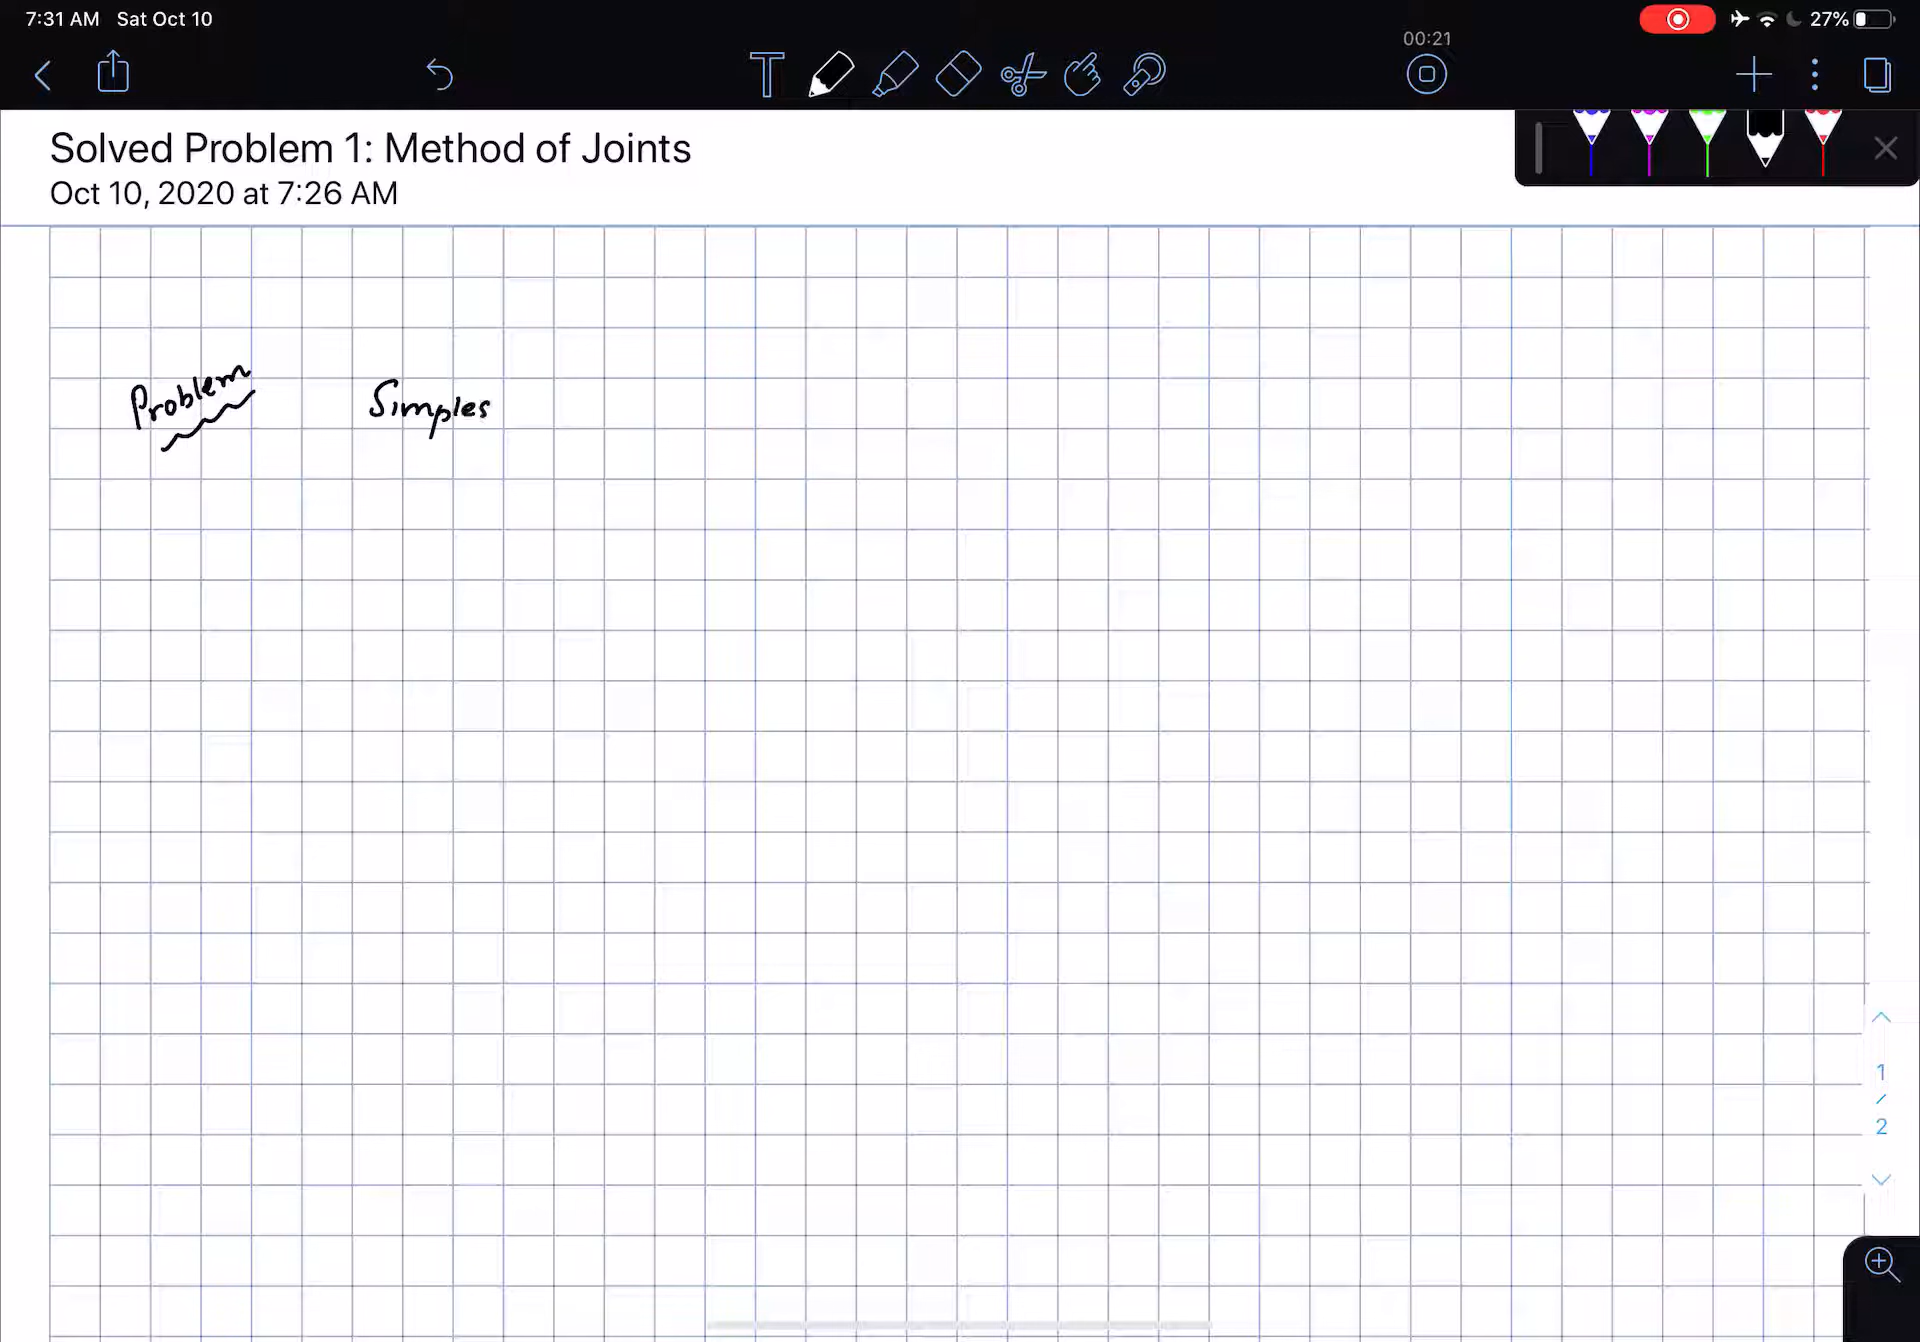 7:31 AM Sat Oct 10
27%
00:21
Solved Problem 1: Method of Joints
Oct 10, 2020 at 7:26 AM
Problem Simples
1
/
2